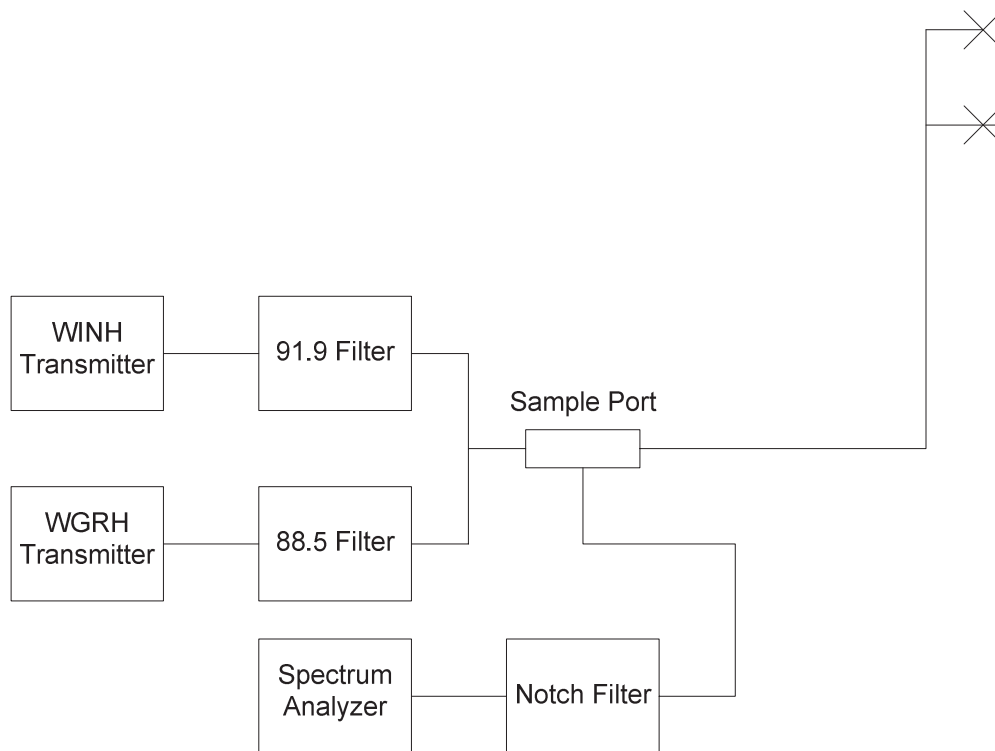 WINH
Transmitter
91.9 Filter
Sample Port
WGRH
Transmitter
88.5 Filter
Spectrum
Analyzer
Notch Filter